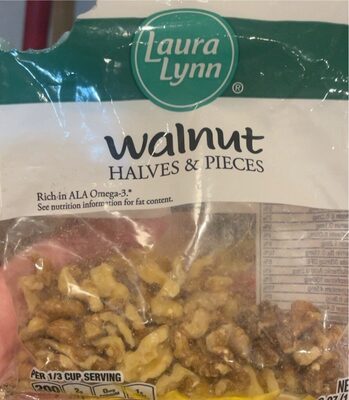 Laura
Lynn
®
walnut
HALVES & PIECES
Rich in ALA Omega-3.*
See nutrition information for fat content.
PER 1/3 CUP SERVING
200